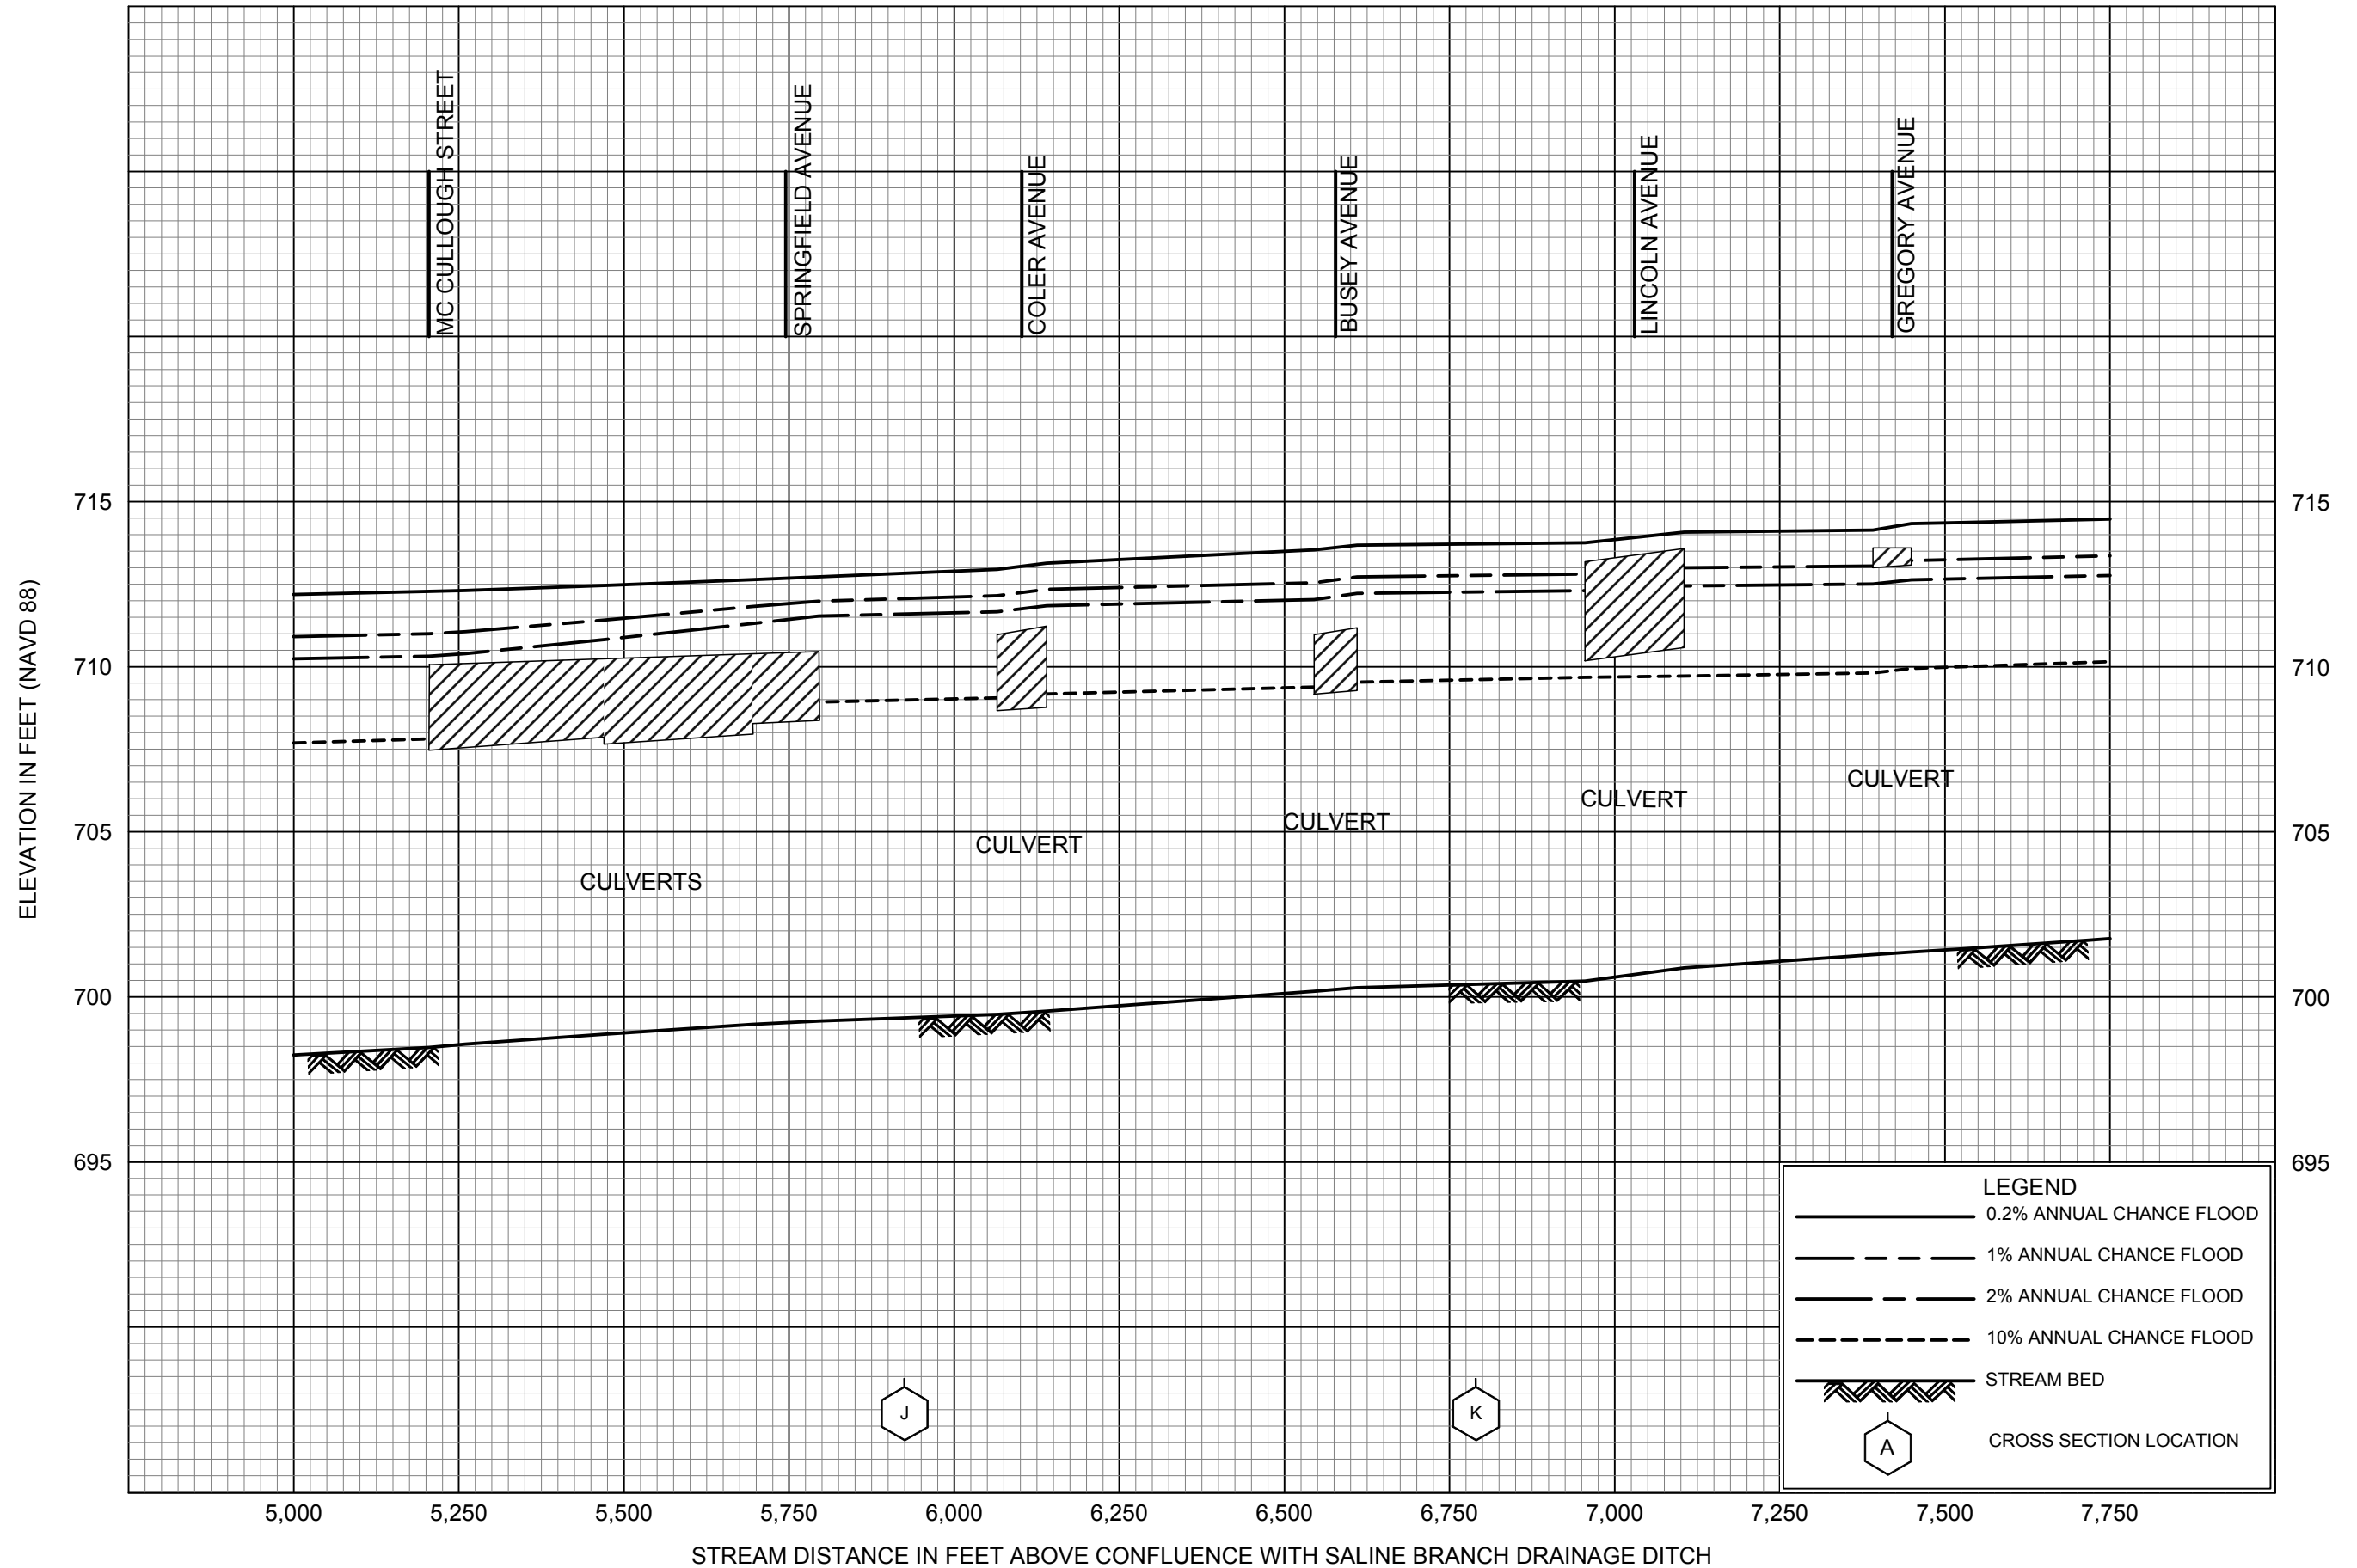 MC CULLOUGH STREET
SPRINGFIELD AVENUE
COLER AVENUE
BUSEY AVENUE
LINCOLN AVENUE
GREGORY AVENUE
ELEVATION IN FEET (NAVD 88)
715
715
710
710
705
705
700
700
695
695
CULVERTS
CULVERT
CULVERT
CULVERT
CULVERT
J
K
LEGEND
0.2% ANNUAL CHANCE FLOOD
1% ANNUAL CHANCE FLOOD
2% ANNUAL CHANCE FLOOD
10% ANNUAL CHANCE FLOOD
STREAM BED
A
CROSS SECTION LOCATION
5,000
5,250
5,500
5,750
6,000
6,250
6,500
6,750
7,000
7,250
7,500
7,750
STREAM DISTANCE IN FEET ABOVE CONFLUENCE WITH SALINE BRANCH DRAINAGE DITCH